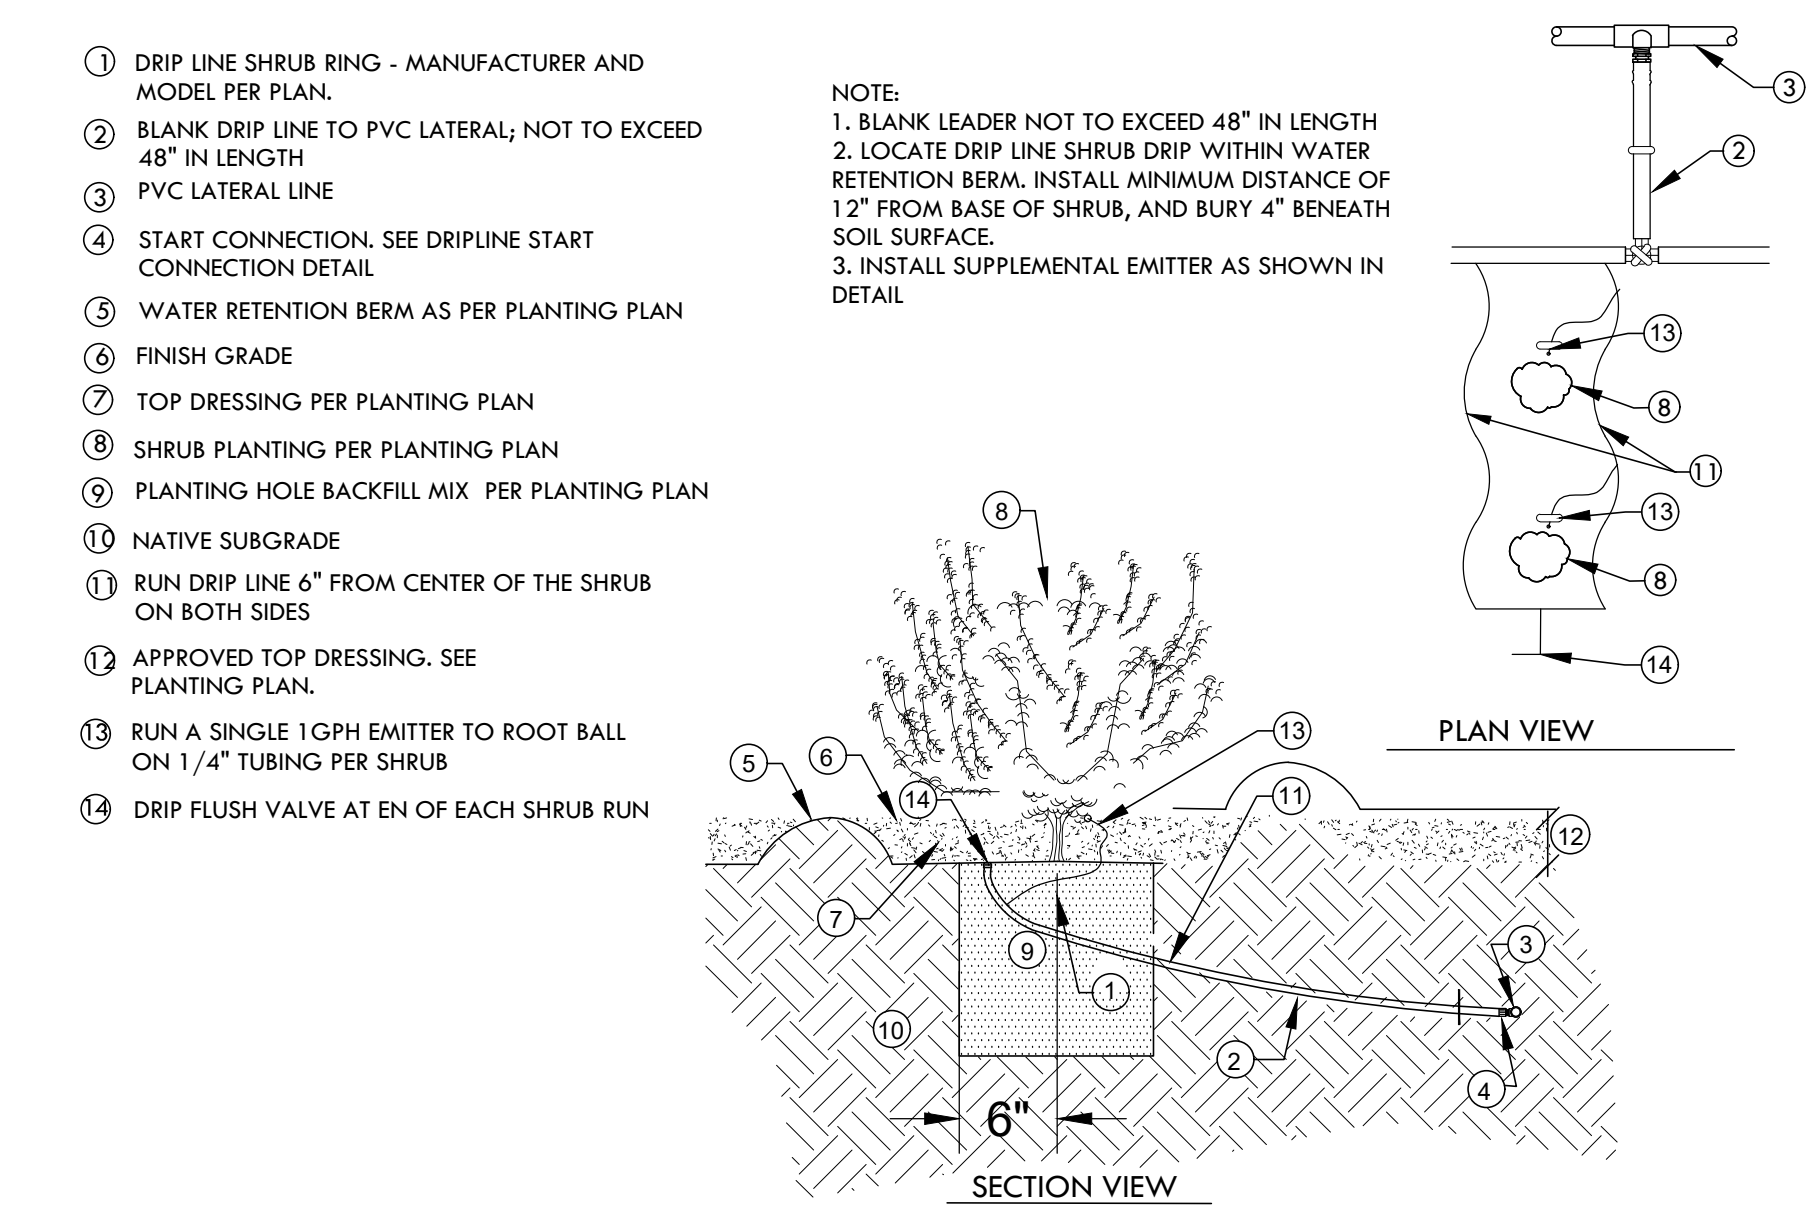 1 DRIP LINE SHRUB RING - MANUFACTURER AND
MODEL PER PLAN.
2 BLANK DRIP LINE TO PVC LATERAL; NOT TO EXCEED
48" IN LENGTH
3 PVC LATERAL LINE
4 START CONNECTION. SEE DRIPLINE START
CONNECTION DETAIL
5 WATER RETENTION BERM AS PER PLANTING PLAN
6 FINISH GRADE
7 TOP DRESSING PER PLANTING PLAN
8 SHRUB PLANTING PER PLANTING PLAN
9 PLANTING HOLE BACKFILL MIX PER PLANTING PLAN
10 NATIVE SUBGRADE
11 RUN DRIP LINE 6" FROM CENTER OF THE SHRUB
ON BOTH SIDES
12 APPROVED TOP DRESSING. SEE
PLANTING PLAN.
13 RUN A SINGLE 1GPH EMITTER TO ROOT BALL
ON 1/4" TUBING PER SHRUB
14 DRIP FLUSH VALVE AT EN OF EACH SHRUB RUN
NOTE:
1. BLANK LEADER NOT TO EXCEED 48" IN LENGTH
2. LOCATE DRIP LINE SHRUB DRIP WITHIN WATER
RETENTION BERM. INSTALL MINIMUM DISTANCE OF
12" FROM BASE OF SHRUB, AND BURY 4" BENEATH
SOIL SURFACE.
3. INSTALL SUPPLEMENTAL EMITTER AS SHOWN IN
DETAIL
3
2
13
8
11
13
8
14
PLAN VIEW
8
13
5
6
14
11
12
7
9
3
1
10
2
4
6"
SECTION VIEW